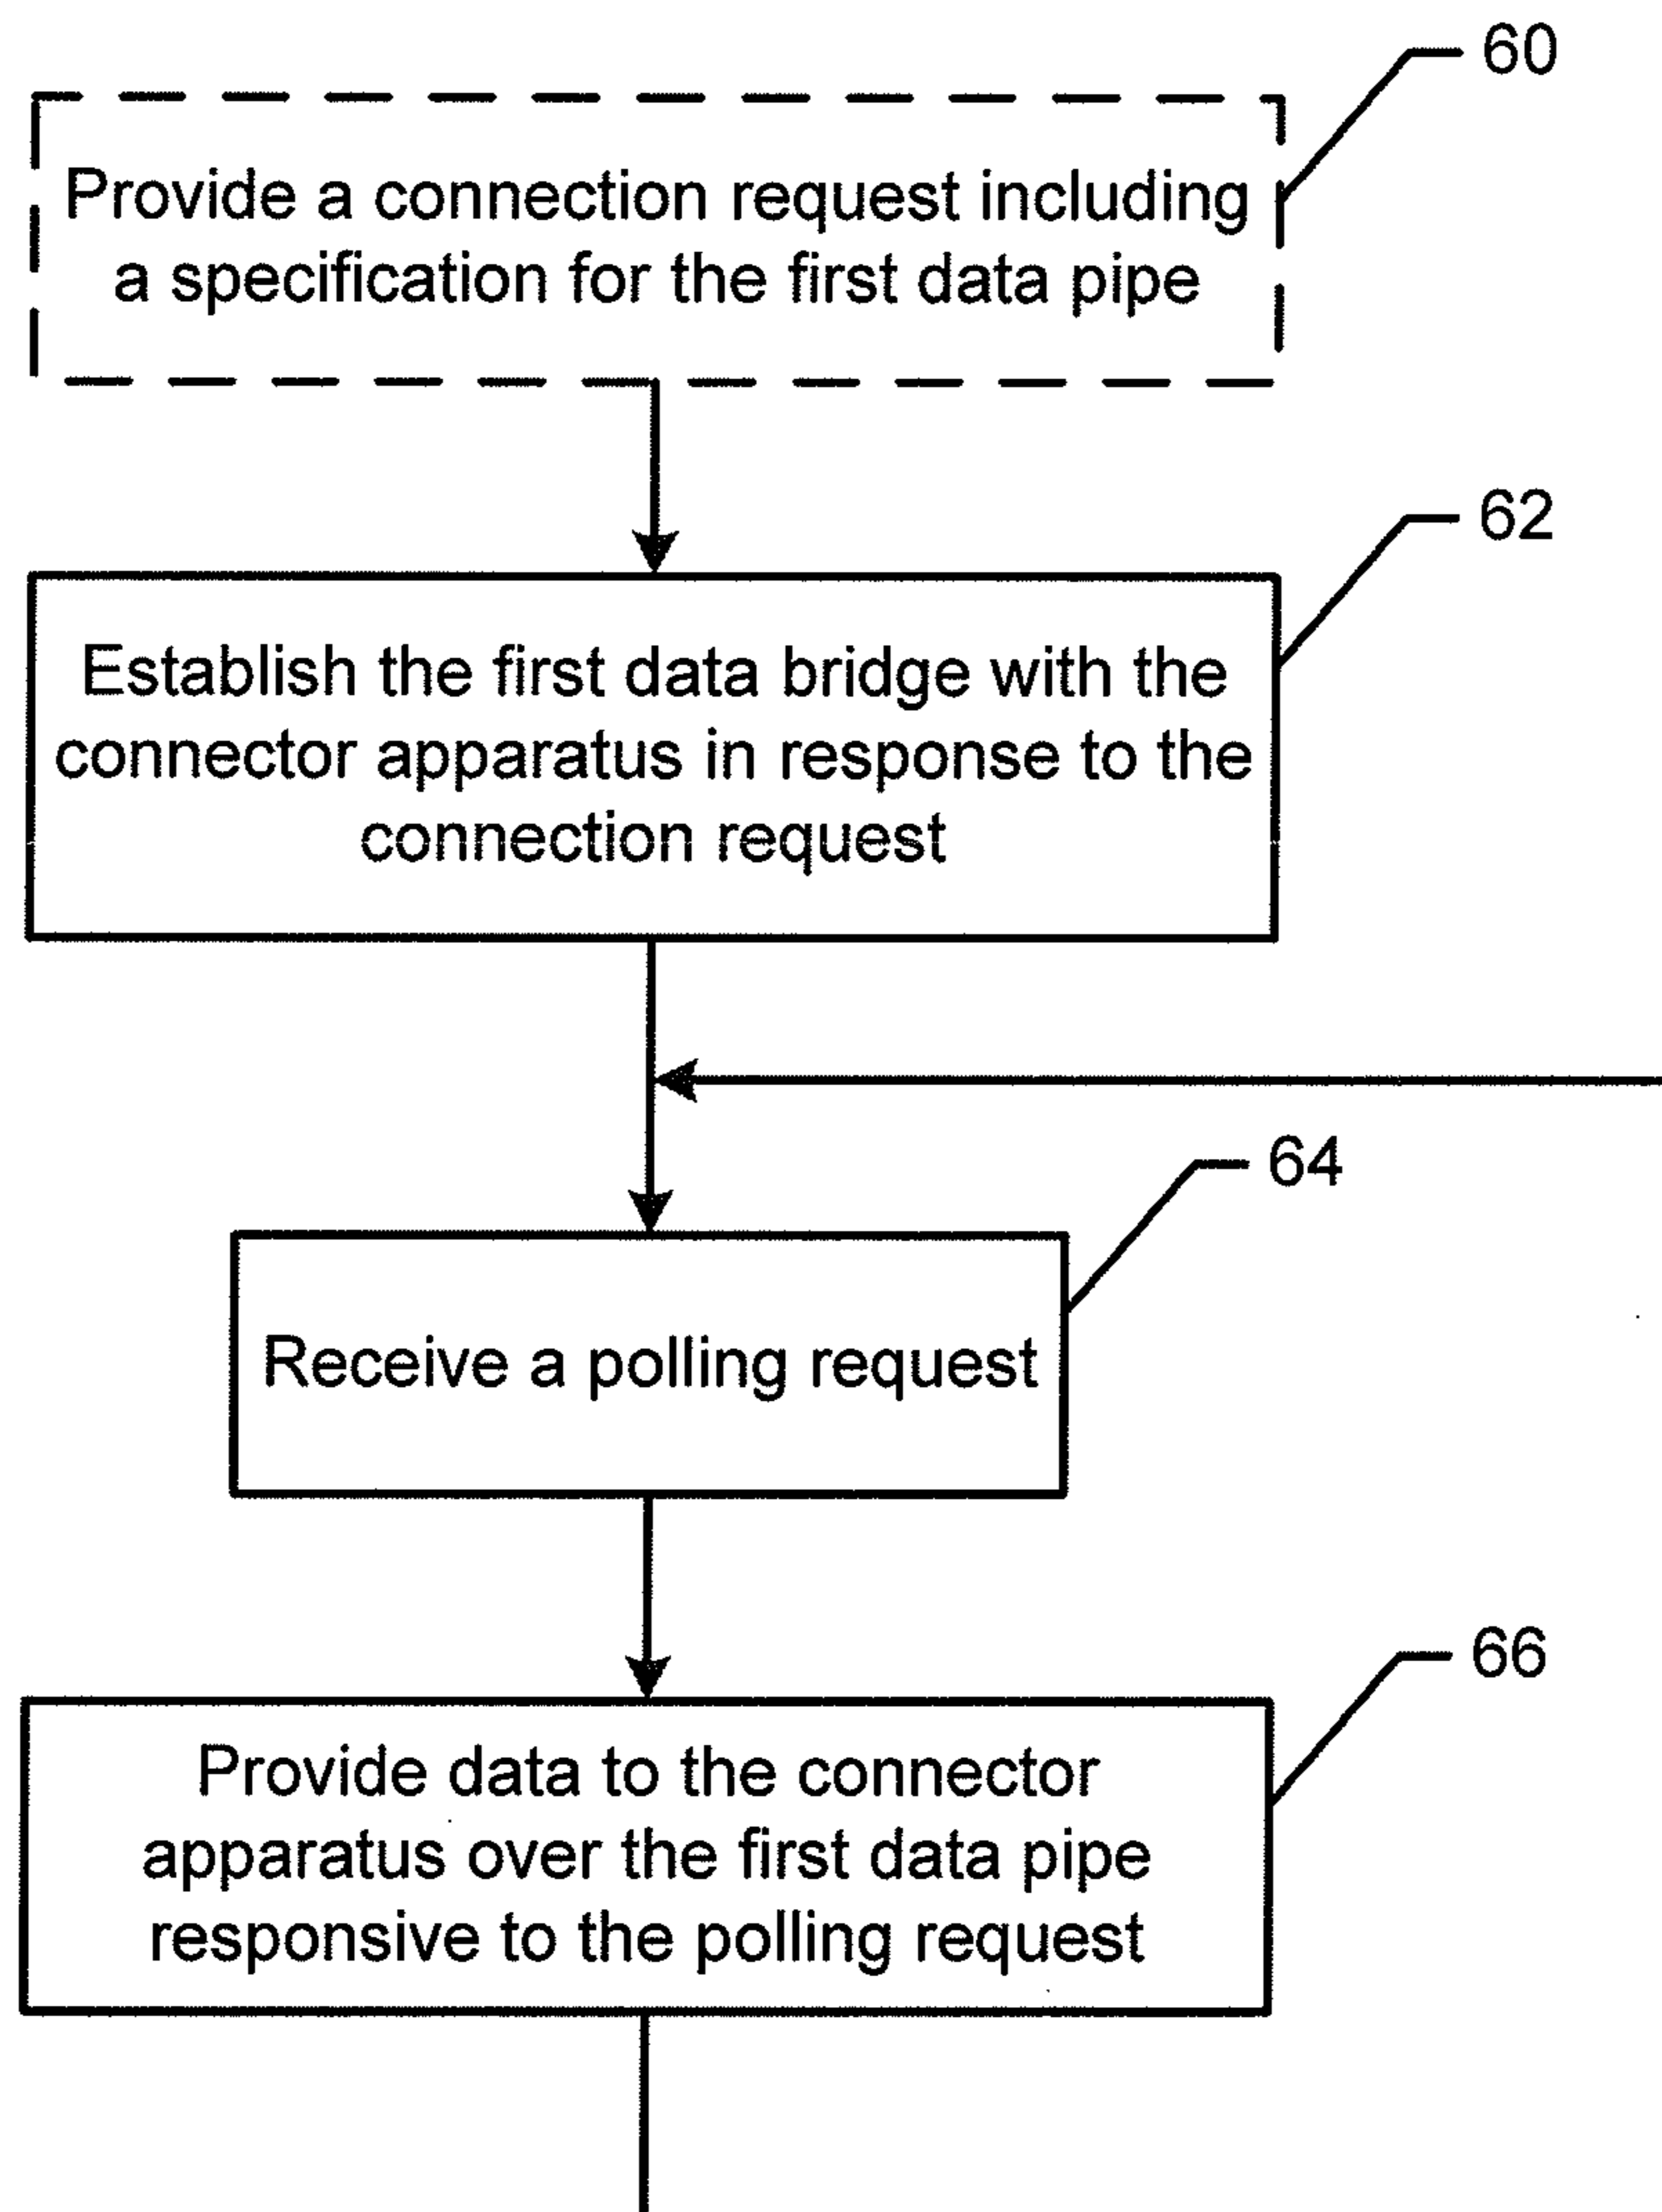 60
Provide a connection request including
a specification for the first data pipe
62
Establish the first data bridge with the
connector apparatus in response to the
connection request
64
Receive a polling request
66
Provide data to the connector
apparatus over the first data pipe
responsive to the polling request